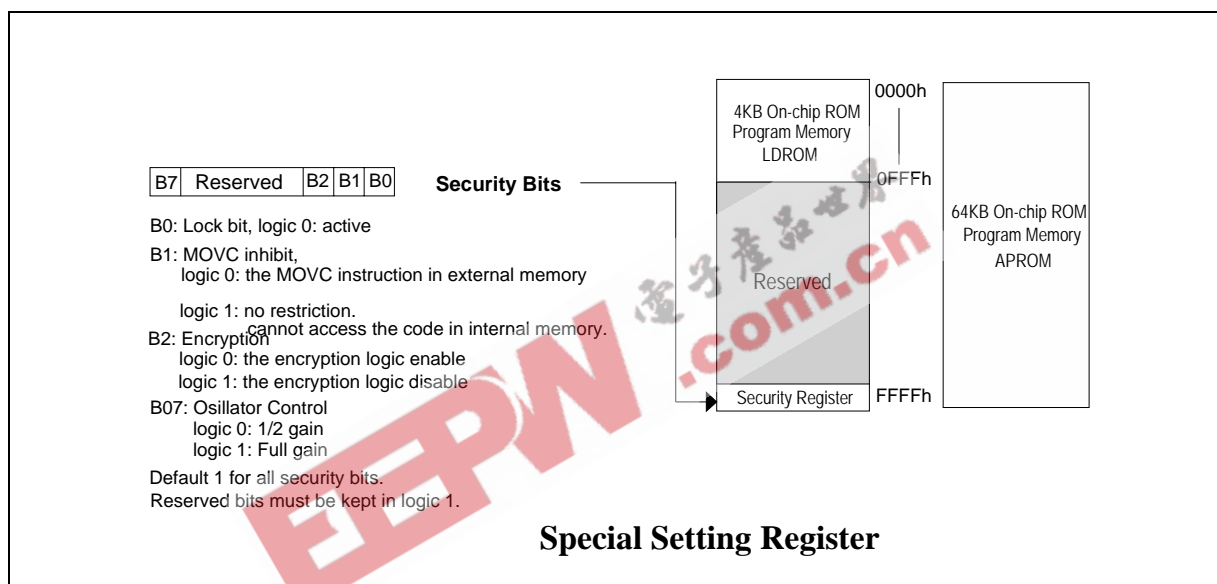 B7 Reserved B2 B1 B0
Security Bits
B0: Lock bit, logic 0: active
B1: MOVC inhibit,
logic 0: the MOVC instruction in external memory
logic 1: no restriction.
cannot access the code in internal memory.
B2: Encryption
logic 0: the encryption logic enable
logic 1: the encryption logic disable
B07: Osillator Control
logic 0: 1/2 gain
logic 1: Full gain
Default 1 for all security bits.
Reserved bits must be kept in logic 1.
4KB On-chip ROM
Program Memory
LDROM
0000h
0FFFh
Reserved
Security Register
FFFFh
64KB On-chip ROM
Program Memory
APROM
電子產品世界
EEPW.com.cn
Special Setting Register